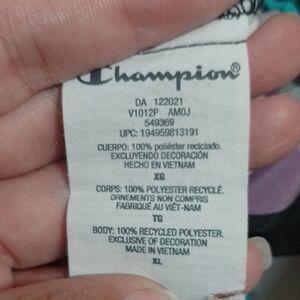 Champion®
DA 122021
V1012P AM0J
549369
UPC: 194959813191
CUERPO: 100% poliéster reciclado.
EXCLUYENDO DECORACIÓN
HECHO EN VIETNAM
XG
CORPS: 100% POLYESTER RECYCLÉ.
ORNEMENTS NON COMPRIS
FABRIQUÉ AU VIÊT-NAM
TG
BODY: 100% RECYCLED POLYESTER.
EXCLUSIVE OF DECORATION
MADE IN VIETNAM
XL